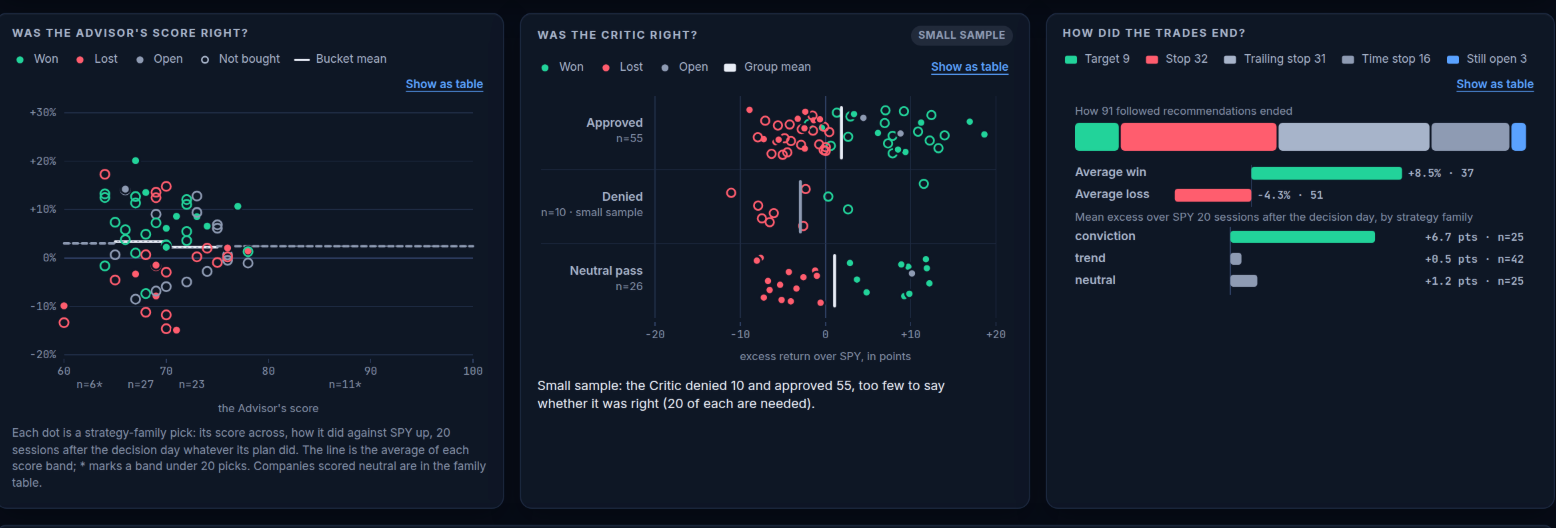 WAS THE ADVISOR'S SCORE RIGHT?
Won
Lost
Open
Not bought
Bucket mean
Show as table
+30%
+20%
+10%
0%
-10%
-20%
60
70
80
90
100
n=6*
n=27
n=23
n=11*
the Advisor's score
Each dot is a strategy-family pick: its score across, how it did against SPY up, 20
sessions after the decision day whatever its plan did. The line is the average of each
score band; * marks a band under 20 picks. Companies scored neutral are in the family
table.
WAS THE CRITIC RIGHT?
SMALL SAMPLE
Won
Lost
Open
Group mean
Show as table
Approved
n=55
Denied
n=10 · small sample
Neutral pass
n=26
-20
-10
0
+10
+20
excess return over SPY, in points
Small sample: the Critic denied 10 and approved 55, too few to say
whether it was right (20 of each are needed).
HOW DID THE TRADES END?
Target 9
Stop 32
Trailing stop 31
Time stop 16
Still open 3
Show as table
How 91 followed recommendations ended
Average win
+8.5% · 37
Average loss
-4.3% · 51
Mean excess over SPY 20 sessions after the decision day, by strategy family
conviction
+6.7 pts · n=25
trend
+0.5 pts · n=42
neutral
+1.2 pts · n=25